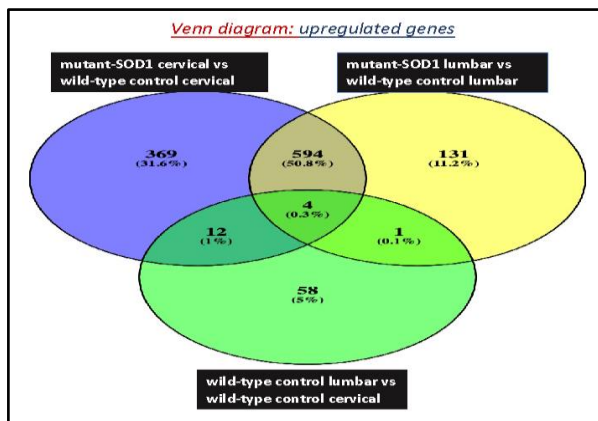 Venn diagram: upregulated genes
mutant-SOD1 cervical vs
wild-type control cervical
mutant-SOD1 lumbar vs
wild-type control lumbar
369
(31.6%)
594
(50.8%)
131
(11.2%)
4
(0.3%)
12
(1%)
1
(0.1%)
58
(5%)
wild-type control lumbar vs
wild-type control cervical